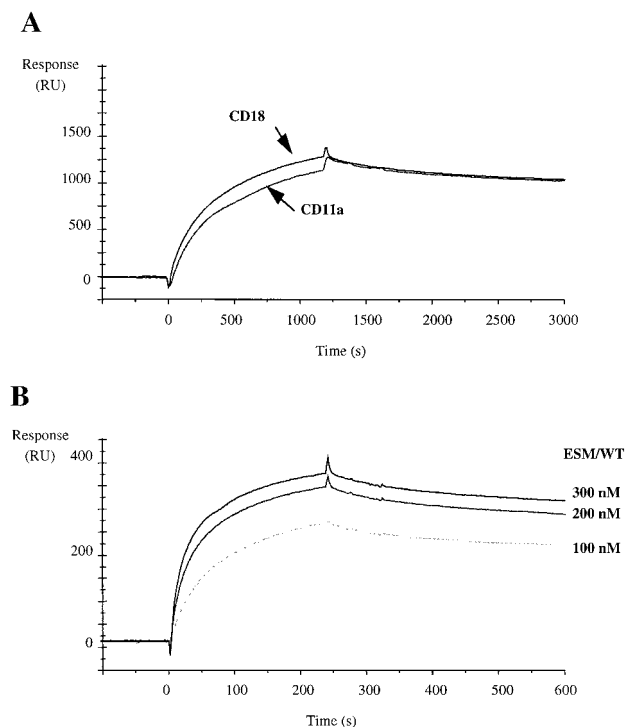 A
Response
(RU)
1500
1000
500
0
CD18
CD11a
0 500 1000 1500 2000 2500 3000
Time (s)
B
Response
(RU)
400
200
0
ESM/WT
300 nM
200 nM
100 nM
0 100 200 300 400 500 600
Time (s)